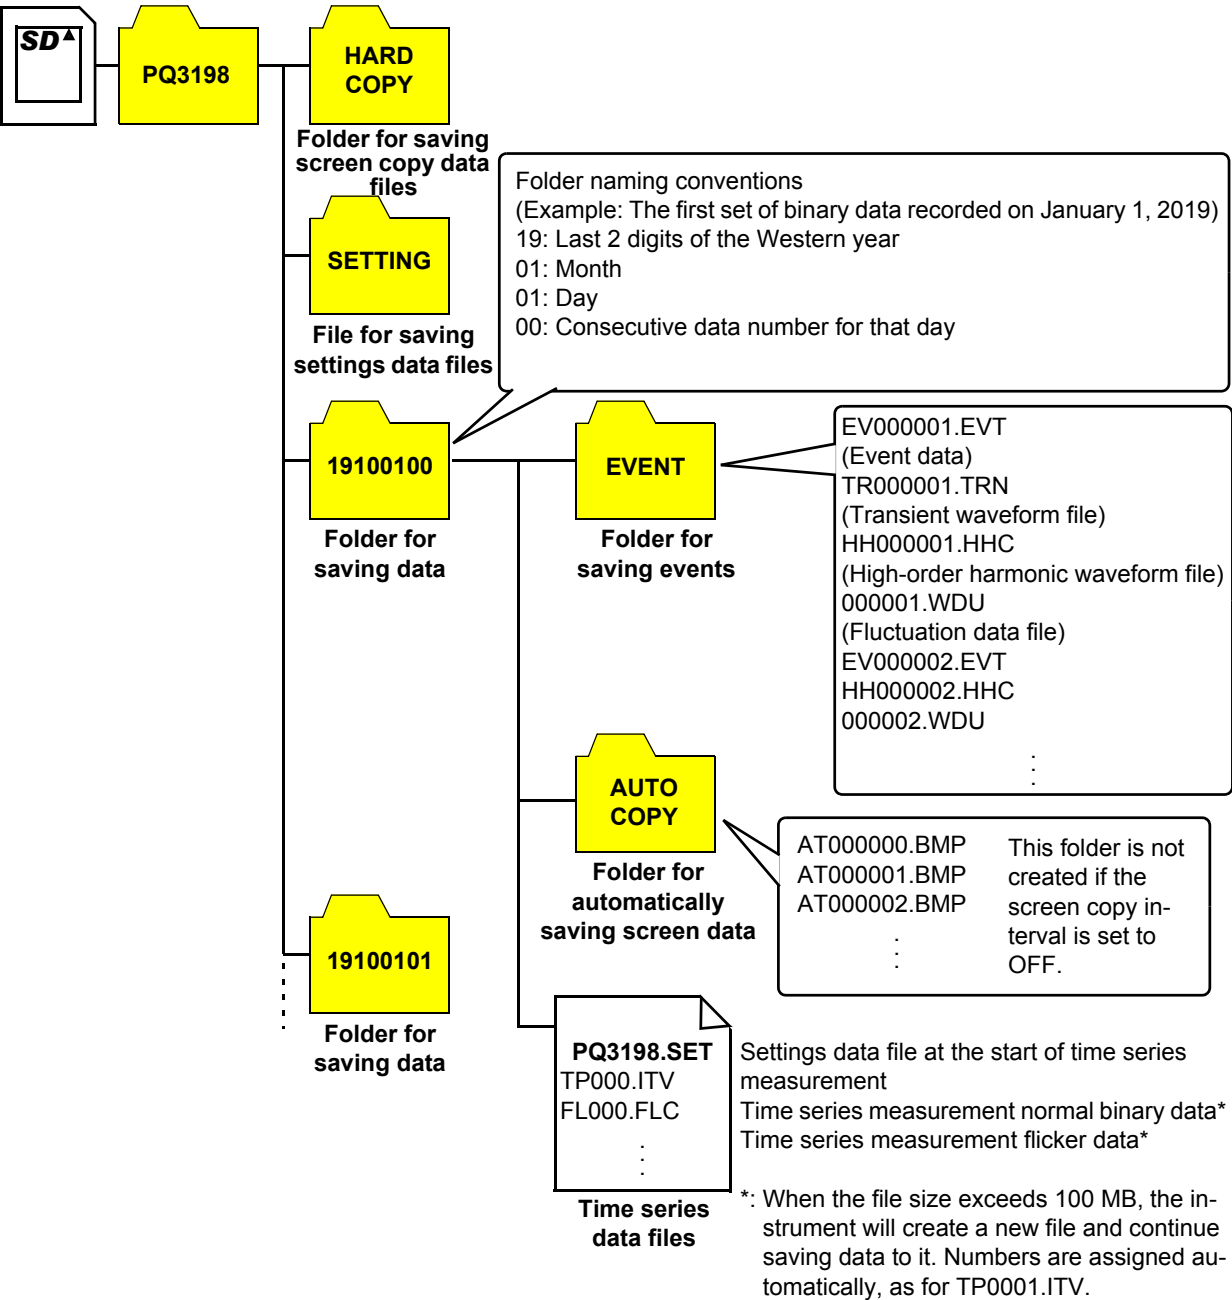 SD
PQ3198
HARD
COPY
Folder for saving
screen copy data
files
Folder naming conventions
(Example: The first set of binary data recorded on January 1, 2019)
19: Last 2 digits of the Western year
01: Month
01: Day
00: Consecutive data number for that day
SETTING
File for saving
settings data files
19100100
Folder for
saving data
EVENT
Folder for
saving events
EV000001.EVT
(Event data)
TR000001.TRN
(Transient waveform file)
HH000001.HHC
(High-order harmonic waveform file)
000001.WDU
(Fluctuation data file)
EV000002.EVT
HH000002.HHC
000002.WDU
AUTO
COPY
Folder for
automatically
saving screen data
AT000000.BMP
AT000001.BMP
AT000002.BMP
This folder is not
created if the
screen copy in-
terval is set to
OFF.
19100101
Folder for
saving data
PQ3198.SET
TP000.ITV
FL000.FLC
Time series
data files
Settings data file at the start of time series
measurement
Time series measurement normal binary data*
Time series measurement flicker data*
*: When the file size exceeds 100 MB, the in-
strument will create a new file and continue
saving data to it. Numbers are assigned au-
tomatically, as for TP0001.ITV.